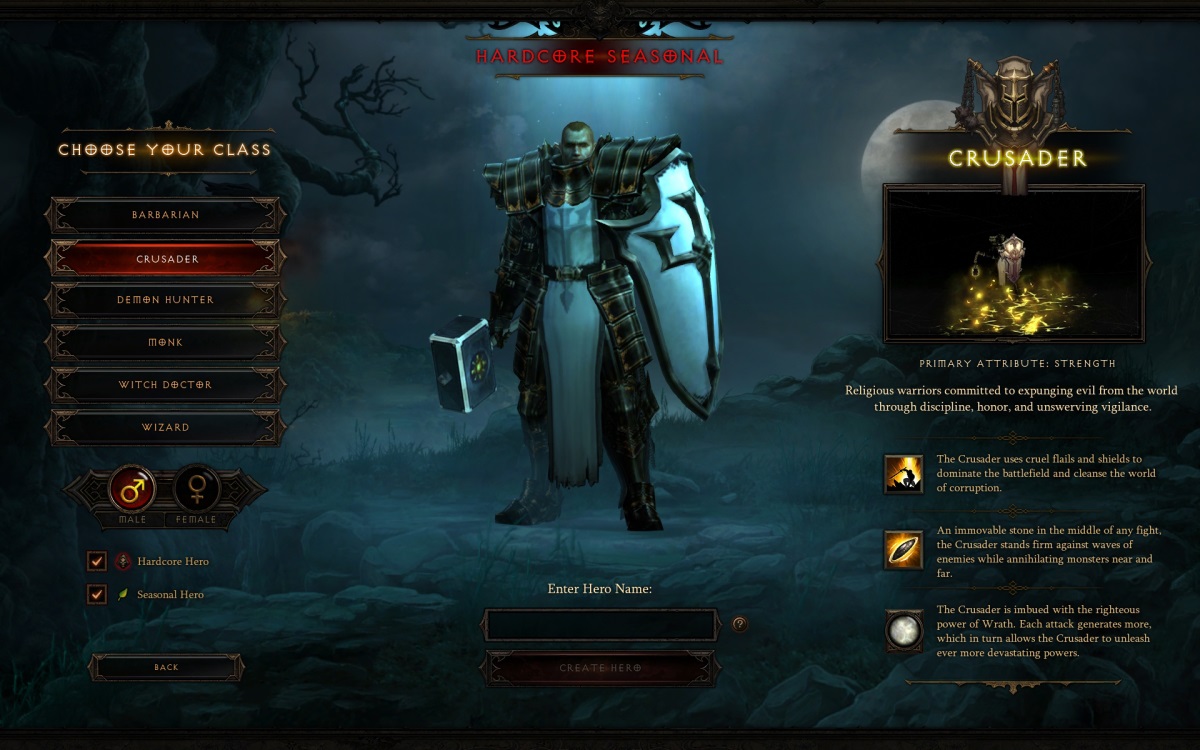 HARDCORE SEASONAL
CHOOSE YOUR CLASS
BARBARIAN
CRUSADER
DEMON HUNTER
MONK
WITCH DOCTOR
WIZARD
MALE
FEMALE
Hardcore Hero
Seasonal Hero
BACK
Enter Hero Name:
?
CREATE HERO
CRUSADER
PRIMARY ATTRIBUTE: STRENGTH
Religious warriors committed to expunging evil from the world
through discipline, honor, and unswerving vigilance.
The Crusader uses cruel flails and shields to
dominate the battlefield and cleanse the world
of corruption.
An immovable stone in the middle of any fight,
the Crusader stands firm against waves of
enemies while annihilating monsters near and
far.
The Crusader is imbued with the righteous
power of Wrath. Each attack generates more,
which in turn allows the Crusader to unleash
ever more devastating powers.